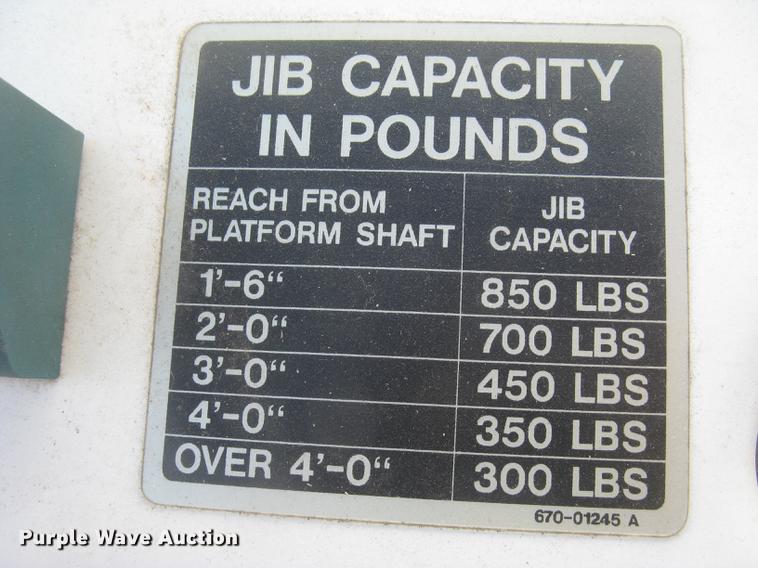 JIB CAPACITY
IN POUNDS
REACH FROM
PLATFORM SHAFT
JIB
CAPACITY
1'-6“ 850 LBS
2'-0“ 700 LBS
3'-0“ 450 LBS
4'-0“ 350 LBS
OVER 4'-0“ 300 LBS
670-01245 A
Purple Wave Auction